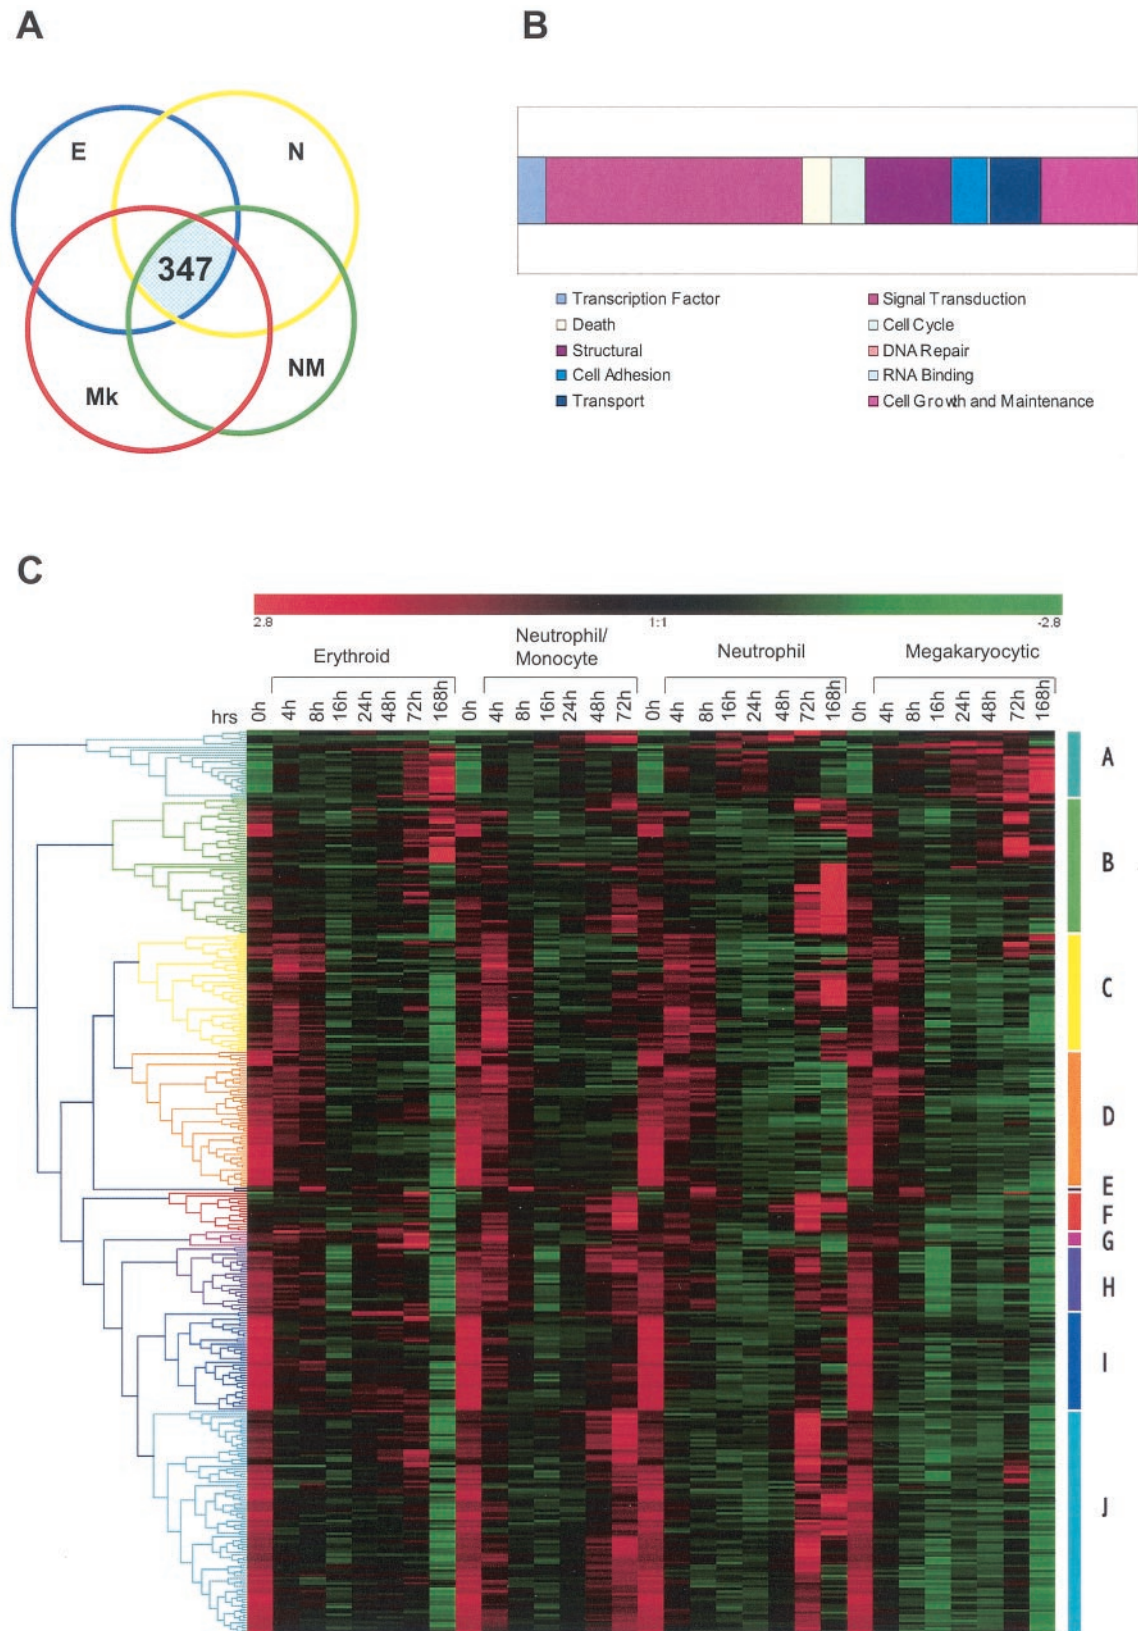 A
B
E
N
347
Mk
NM
Transcription Factor
Signal Transduction
Death
Cell Cycle
Structural
DNA Repair
Cell Adhesion
RNA Binding
Transport
Cell Growth and Maintenance
C
2.8 1:1 -2.8
Erythroid
Neutrophil/
Monocyte
Neutrophil
Megakaryocytic
hrs 0h 4h 8h 16h 24h 48h 72h 168h 0h 4h 8h 16h 24h 48h 72h 0h 4h 8h 16h 24h 48h 72h 168h 0h 4h 8h 16h 24h 48h 72h 168h
A
B
C
D
E
F
G
H
I
J